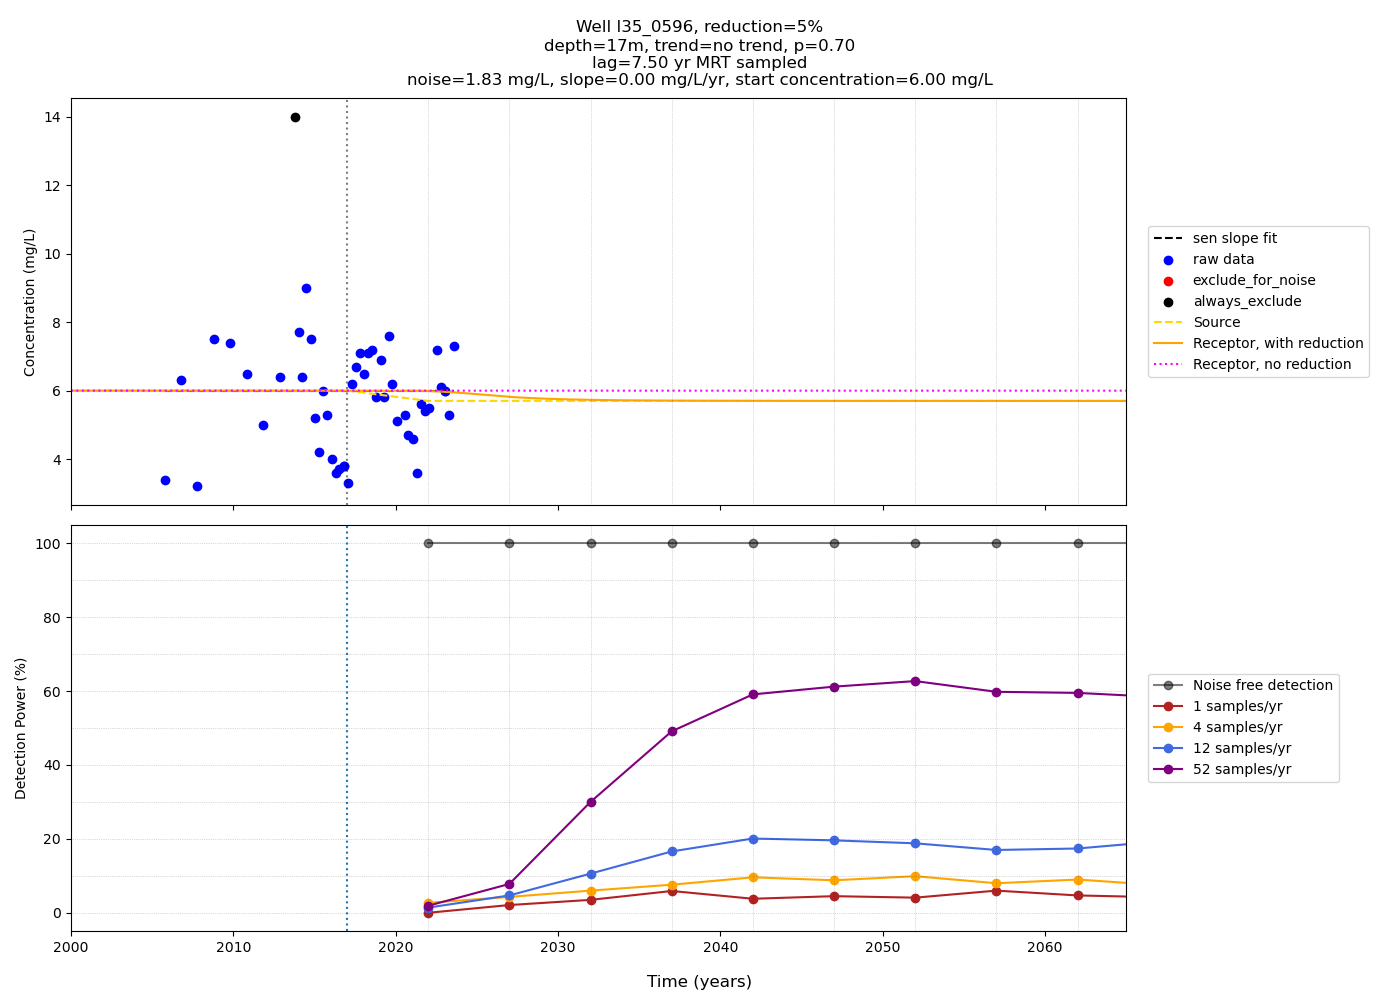 Well l35_0596, reduction=5%
depth=17m, trend=no trend, p=0.70
lag=7.50 yr MRT sampled
noise=1.83 mg/L, slope=0.00 mg/L/yr, start concentration=6.00 mg/L
Concentration (mg/L)
14
12
10
8
6
4
sen slope fit
raw data
exclude_for_noise
always_exclude
Source
Receptor, with reduction
Receptor, no reduction
Detection Power (%)
100
80
60
40
20
0
Noise free detection
1 samples/yr
4 samples/yr
12 samples/yr
52 samples/yr
2000 2010 2020 2030 2040 2050 2060
Time (years)